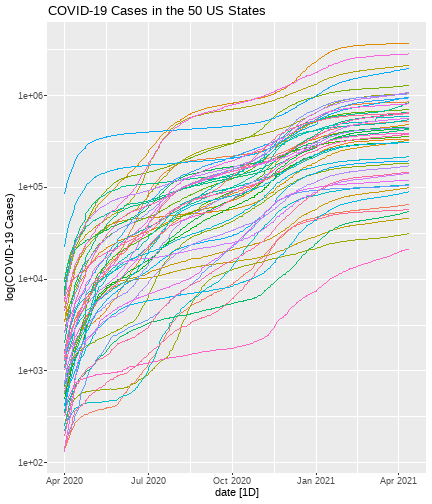 COVID-19 Cases in the 50 US States
log(COVID-19 Cases)
1e+06
1e+05
1e+04
1e+03
1e+02
Apr 2020 Jul 2020 Oct 2020 Jan 2021 Apr 2021
date [1D]